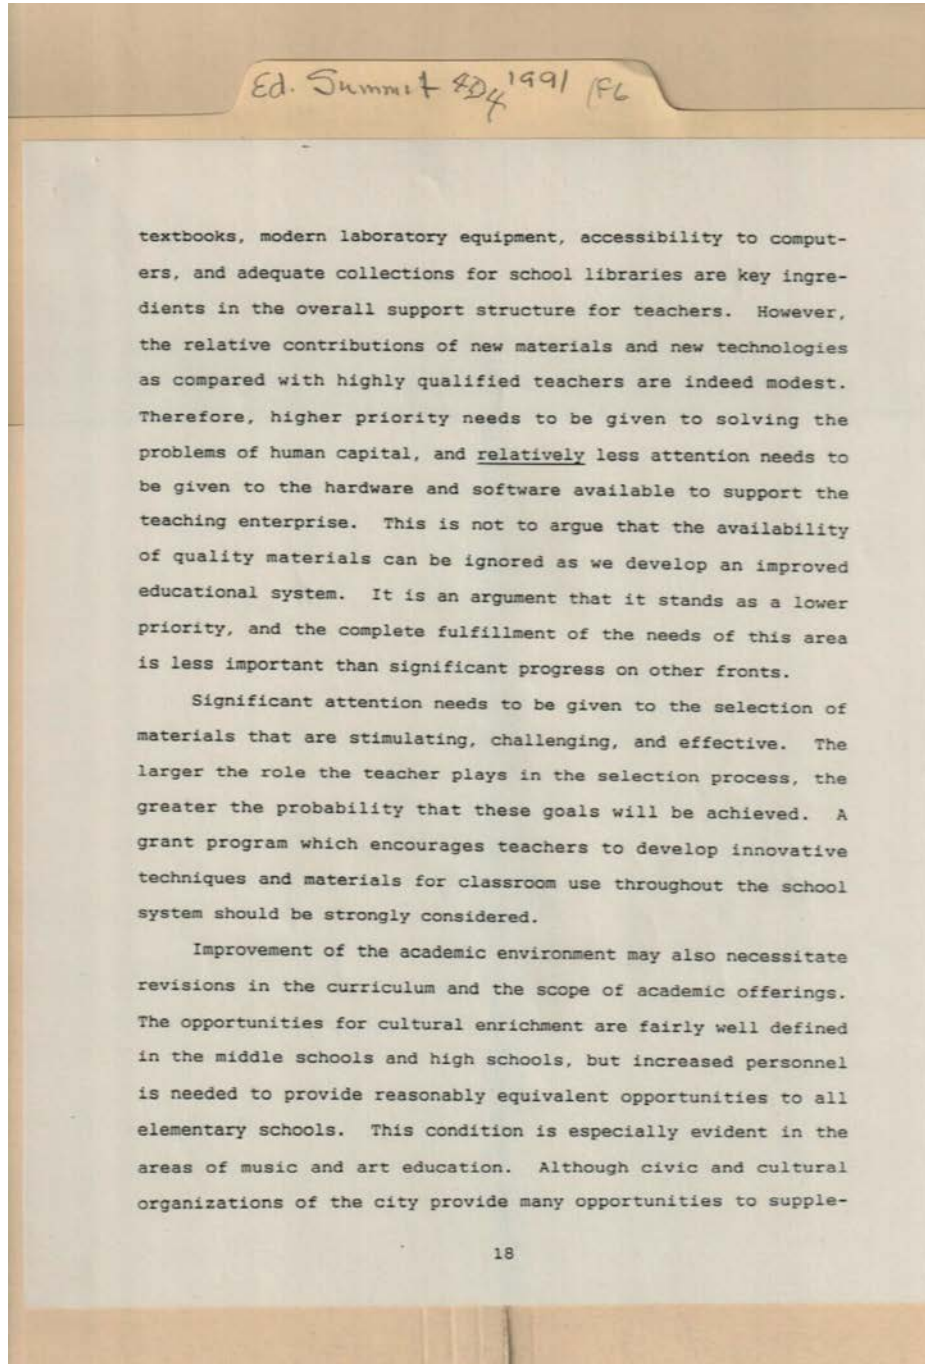 Ed. Summit 1991
textbooks, modern laboratory equipment, accessibility to comput-
ers, and adequate collections for school libraries are key ingre-
dients in the overall support structure for teachers. However,
the relative contributions of new materials and new technologies
as compared with highly qualified teachers are indeed modest.
Therefore, higher priority needs to be given to solving the
problems of human capital, and relatively less attention needs to
be given to the hardware and software available to support the
teaching enterprise. This is not to argue that the availability
of quality materials can be ignored as we develop an improved
educational system. It is an argument that it stands as a lower
priority, and the complete fulfillment of the needs of this area
is less important than significant progress on other fronts.
Significant attention needs to be given to the selection of
materials that are stimulating, challenging, and effective. The
larger the role the teacher plays in the selection process, the
greater the probability that these goals will be achieved. A
grant program which encourages teachers to develop innovative
techniques and materials for classroom use throughout the school
system should be strongly considered.
Improvement of the academic environment may also necessitate
revisions in the curriculum and the scope of academic offerings.
The opportunities for cultural enrichment are fairly well defined
in the middle schools and high schools, but increased personnel
is needed to provide reasonably equivalent opportunities to all
elementary schools. This condition is especially evident in the
areas of music and art education. Although civic and cultural
organizations of the city provide many opportunities to supple-
18